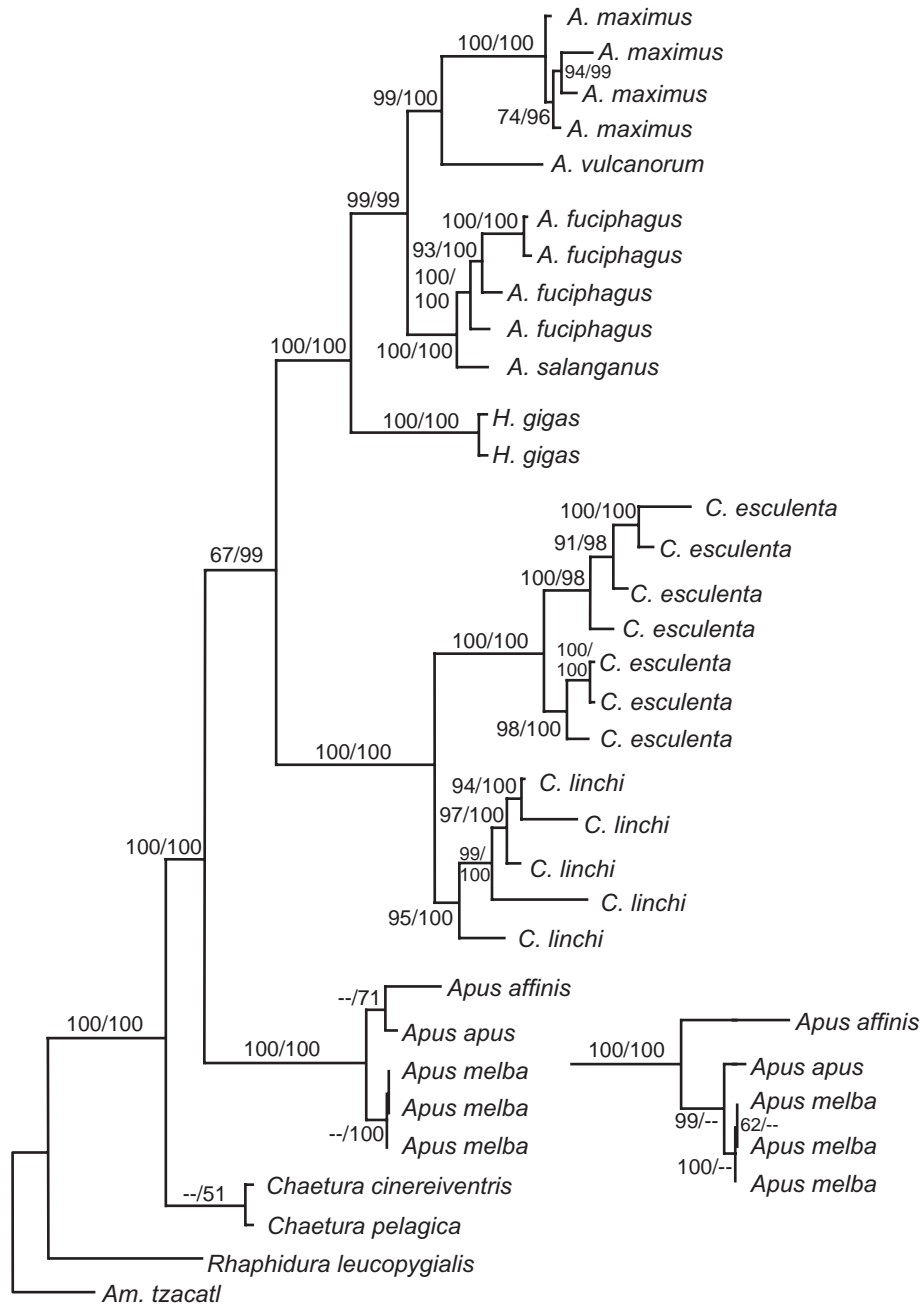 A. maximus
100/100
A. maximus
94/99
A. maximus
99/100
74/96
A. maximus
A. vulcanorum
99/99
100/100
A. fuciphagus
93/100
A. fuciphagus
100/
100
A. fuciphagus
A. fuciphagus
100/100
100/100
A. salanganus
100/100
H. gigas
H. gigas
100/100
C. esculenta
91/98
C. esculenta
67/99
100/98
C. esculenta
C. esculenta
100/100
100/
100
C. esculenta
C. esculenta
98/100
C. esculenta
100/100
94/100
C. linchi
97/100
C. linchi
100/100
99/
100
C. linchi
C. linchi
95/100
C. linchi
--/71
Apus affinis
100/100
Apus apus
100/100
Apus melba
Apus melba
--/100
Apus melba
Apus affinis
100/100
Apus apus
Apus melba
99/--
62/--
Apus melba
100/--
Apus melba
--/51
Chaetura cinereiventris
Chaetura pelagica
Rhaphidura leucopygialis
Am. tzacatl